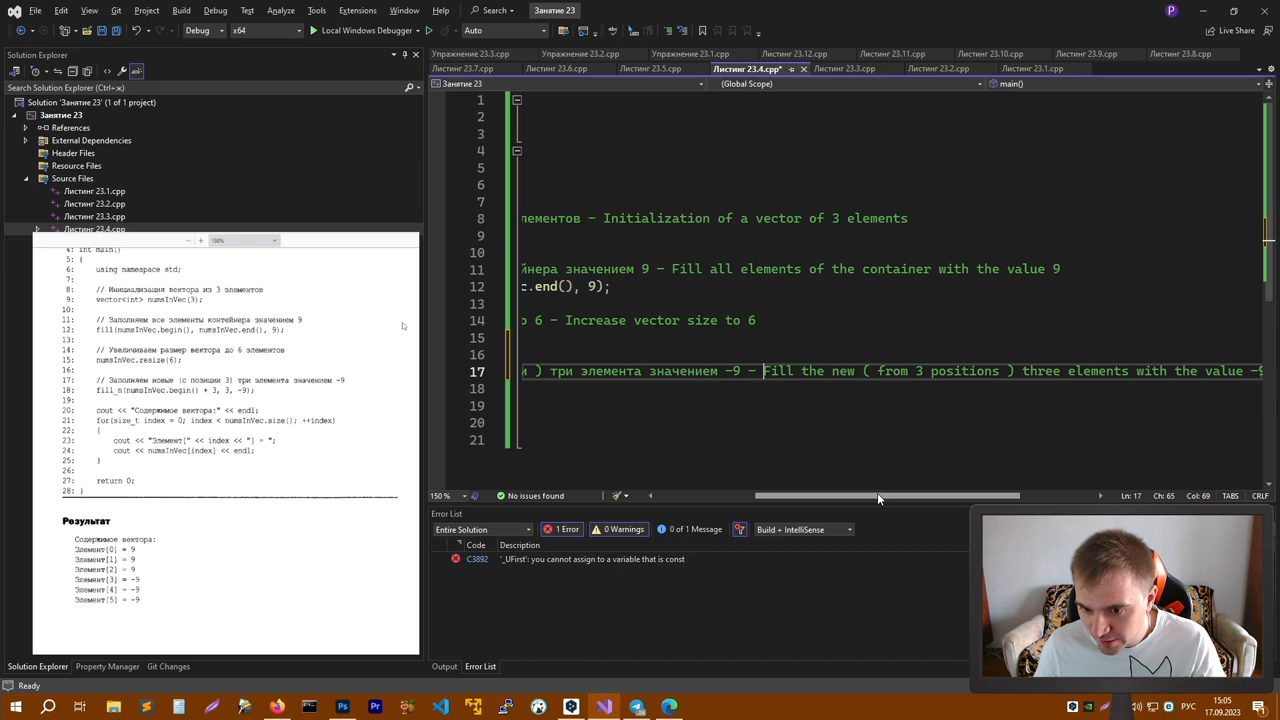 File Edit View Git Project Build Debug Test Analyze Tools Extensions Window Help Search Занятие 23 P
Debug x64 Local Windows Debugger Auto Live Share
Solution Explorer
Search Solution Explorer (Ctrl+ж)
Solution 'Занятие 23' (1 of 1 project)
Занятие 23
References
External Dependencies
Header Files
Resource Files
Source Files
Листинг 23.1.cpp
Листинг 23.2.cpp
Листинг 23.3.cpp
Листинг 23.4.cpp
Упражнение 23.3.cpp Упражнение 23.2.cpp Упражнение 23.1.cpp Листинг 23.12.cpp Листинг 23.11.cpp Листинг 23.10.cpp Листинг 23.9.cpp Листинг 23.8.cpp
Листинг 23.7.cpp Листинг 23.6.cpp Листинг 23.5.cpp Листинг 23.4.cpp* Листинг 23.3.cpp Листинг 23.2.cpp Листинг 23.1.cpp
Занятие 23 (Global Scope) main()
1
2
3
4
5
6
7
8 лементов - Initialization of a vector of 3 elements
9
10
11 йнера значением 9 - Fill all elements of the container with the value 9
12 c.end(), 9);
13
14 о 6 - Increase vector size to 6
15
16
17 и ) три элемента значением -9 - Fill the new ( from 3 positions ) three elements with the value -9
18
19
20
21
150 % No issues found Ln: 17 Ch: 65 Col: 69 TABS CRLF
Error List
Entire Solution 1 Error 0 Warnings 0 of 1 Message Build + IntelliSense
Code Description
C3892 '_UFirst': you cannot assign to a variable that is const
Output Error List
150%
4: int main()
5: {
6: using namespace std;
7:
8: // Инициализация вектора из 3 элементов
9: vector<int> numsInVec(3);
10:
11: // Заполняем все элементы контейнера значением 9
12: fill(numsInVec.begin(), numsInVec.end(), 9);
13:
14: // Увеличиваем размер вектора до 6 элементов
15: numsInVec.resize(6);
16:
17: // Заполняем новые (с позиции 3) три элемента значением -9
18: fill_n(numsInVec.begin() + 3, 3, -9);
19:
20: cout << "Содержимое вектора:" << endl;
21: for(size_t index = 0; index < numsInVec.size(); ++index)
22: {
23: cout << "Элемент[" << index << "] = ";
24: cout << numsInVec[index] << endl;
25: }
26:
27: return 0;
28: }
Результат
Содержимое вектора:
Элемент[0] = 9
Элемент[1] = 9
Элемент[2] = 9
Элемент[3] = -9
Элемент[4] = -9
Элемент[5] = -9
Solution Explorer Property Manager Git Changes
Ready
РУС
15:05
17.09.2023